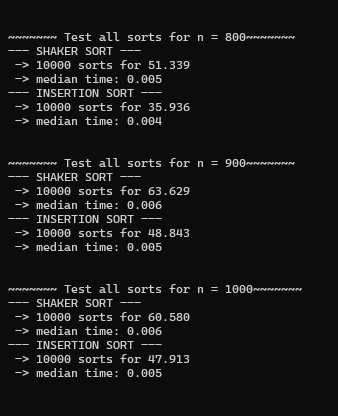 ~~~~~~~ Test all sorts for n = 800~~~~~~~
--- SHAKER SORT ---
-> 10000 sorts for 51.339
-> median time: 0.005
--- INSERTION SORT ---
-> 10000 sorts for 35.936
-> median time: 0.004
~~~~~~~ Test all sorts for n = 900~~~~~~~
--- SHAKER SORT ---
-> 10000 sorts for 63.629
-> median time: 0.006
--- INSERTION SORT ---
-> 10000 sorts for 48.843
-> median time: 0.005
~~~~~~~ Test all sorts for n = 1000~~~~~~~
--- SHAKER SORT ---
-> 10000 sorts for 60.580
-> median time: 0.006
--- INSERTION SORT ---
-> 10000 sorts for 47.913
-> median time: 0.005